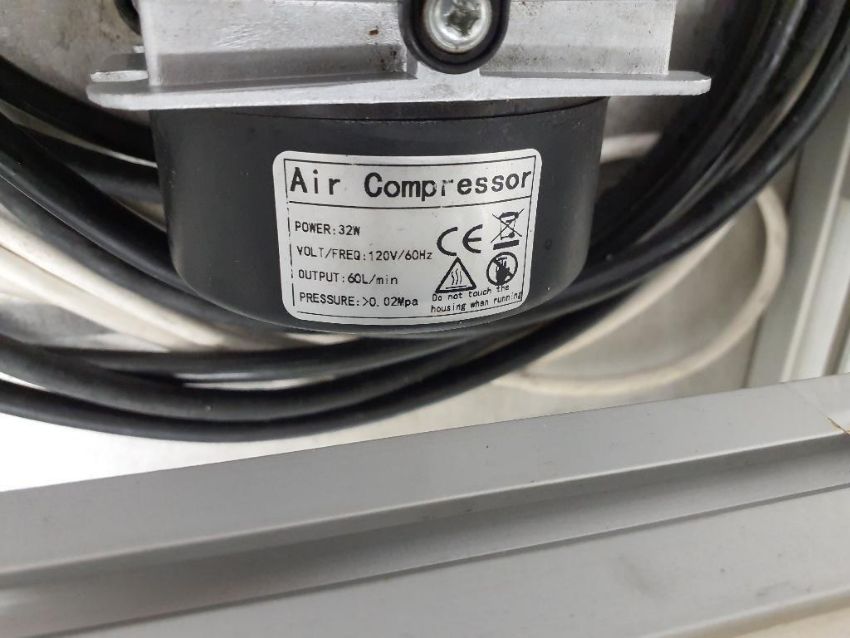 Air Compressor
POWER:32W
VOLT/FREQ:120V/60Hz
OUTPUT:60L/min
PRESSURE:>0.02Mpa
CE
Do not touch the
housing when running